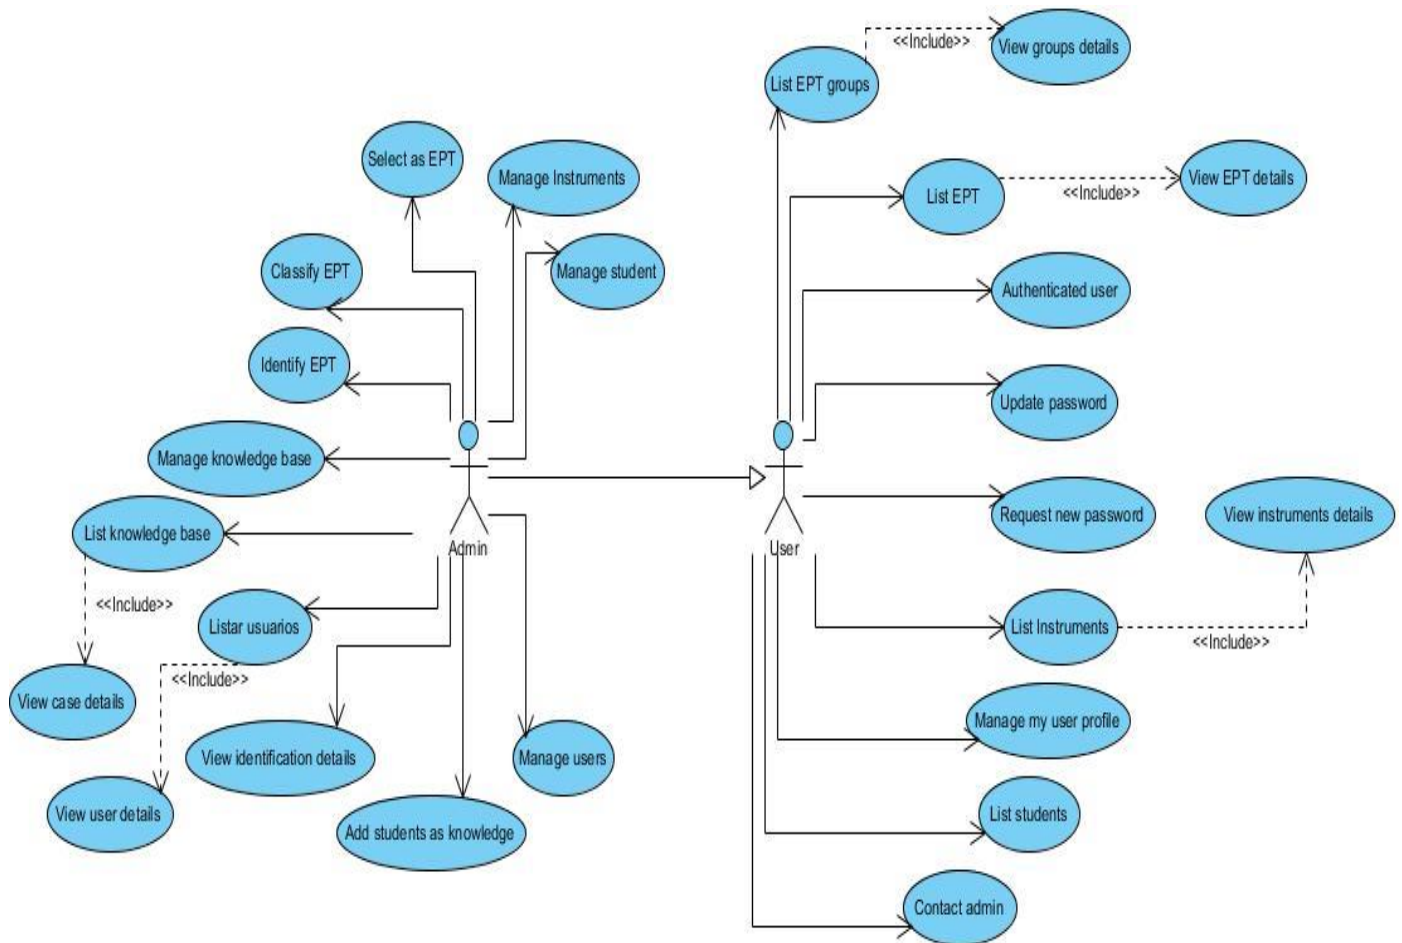 View groups details
<<Include>>
List EPT groups
Select as EPT
Manage Instruments
List EPT
View EPT details
<<Include>>
Classify EPT
Manage student
Authenticated user
Identify EPT
Update password
Manage knowledge base
Request new password
View instruments details
List knowledge base
Admin
User
<<Include>>
Listar usuarios
List Instruments
<<Include>>
<<Include>>
View case details
Manage my user profile
View identification details
Manage users
View user details
Add students as knowledge
List students
Contact admin